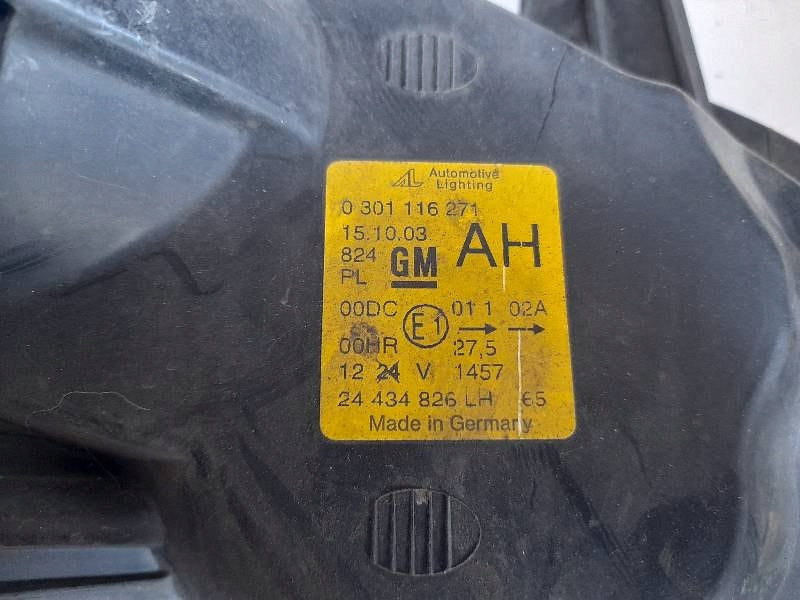 AL Automotive
Lighting
0 301 116 271
15.10.03
824 GM AH
PL
00DC E1 01 1 02A
00HR 27,5
12 24 V 1457
24 434 826 LH 65
Made in Germany